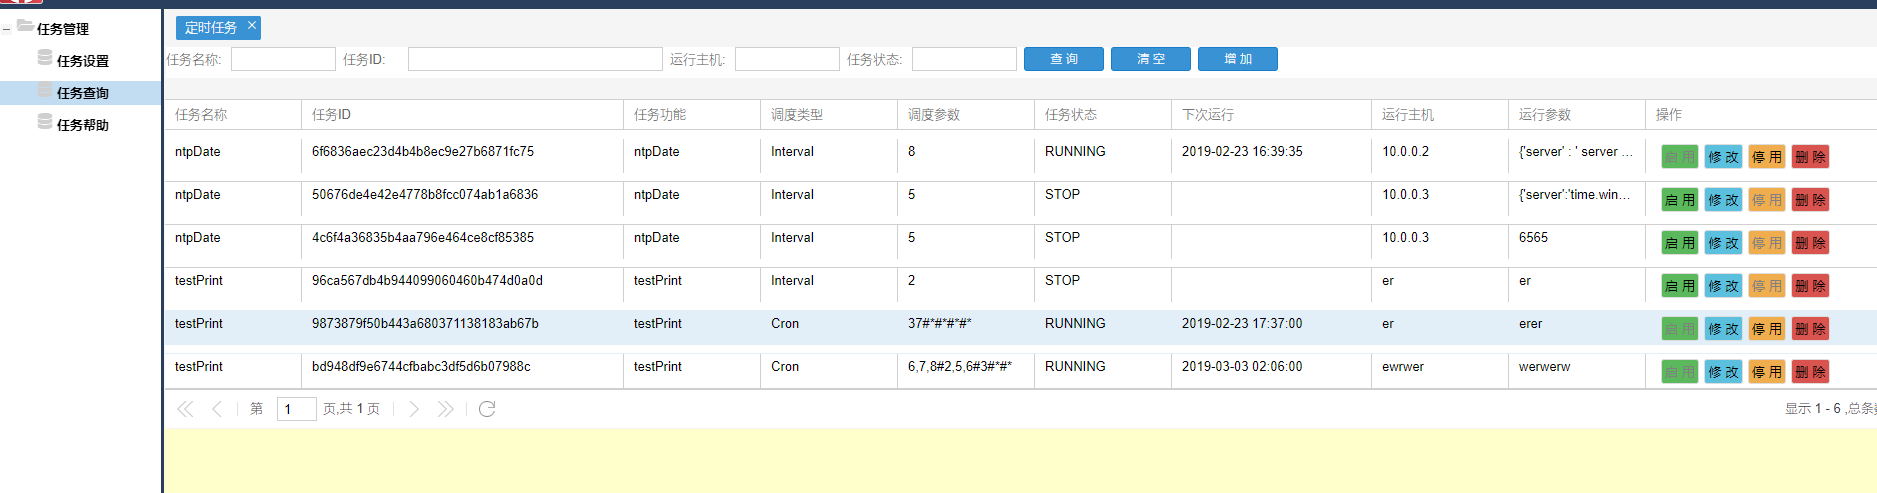 任务管理
任务设置
任务查询
任务帮助
定时任务 ×
任务名称: 任务ID: 运行主机: 任务状态: 查 询 清 空 增 加
任务名称 任务ID 任务功能 调度类型 调度参数 任务状态 下次运行 运行主机 运行参数 操作
ntpDate 6f6836aec23d4b4b8ec9e27b6871fc75 ntpDate Interval 8 RUNNING 2019-02-23 16:39:35 10.0.0.2 {'server' : ' server ... 启 用 修 改 停 用 删 除
ntpDate 50676de4e42e4778b8fcc074ab1a6836 ntpDate Interval 5 STOP 10.0.0.3 {'server':'time.win... 启 用 修 改 停 用 删 除
ntpDate 4c6f4a36835b4aa796e464ce8cf85385 ntpDate Interval 5 STOP 10.0.0.3 6565 启 用 修 改 停 用 删 除
testPrint 96ca567db4b944099060460b474d0a0d testPrint Interval 2 STOP er er 启 用 修 改 停 用 删 除
testPrint 9873879f50b443a680371138183ab67b testPrint Cron 37#*#*#*#* RUNNING 2019-02-23 17:37:00 er erer 启 用 修 改 停 用 删 除
testPrint bd948df9e6744cfbabc3df5d6b07988c testPrint Cron 6,7,8#2,5,6#3#*#* RUNNING 2019-03-03 02:06:00 ewrwer werwerw 启 用 修 改 停 用 删 除
第 1 页,共 1 页 显示 1 - 6 ,总条